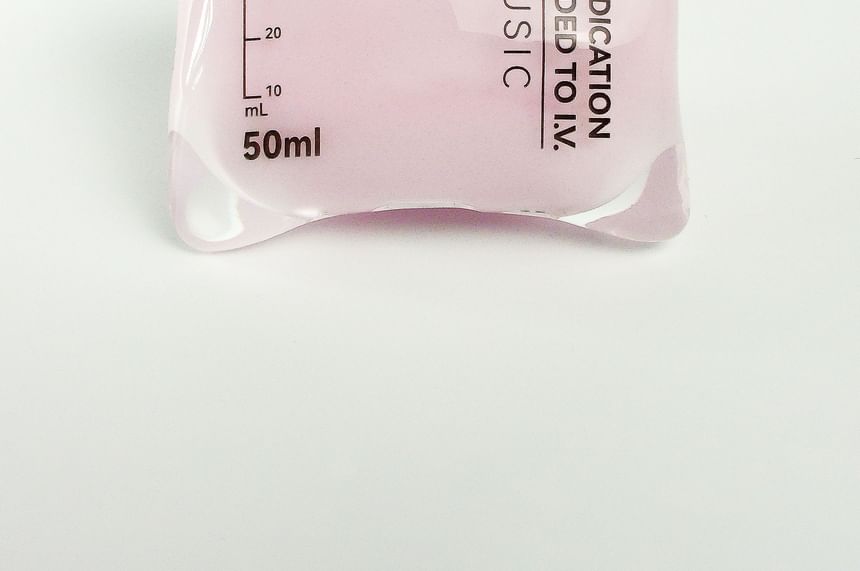 20
10
mL
50ml
DICATION
DED TO I.V.
USIC